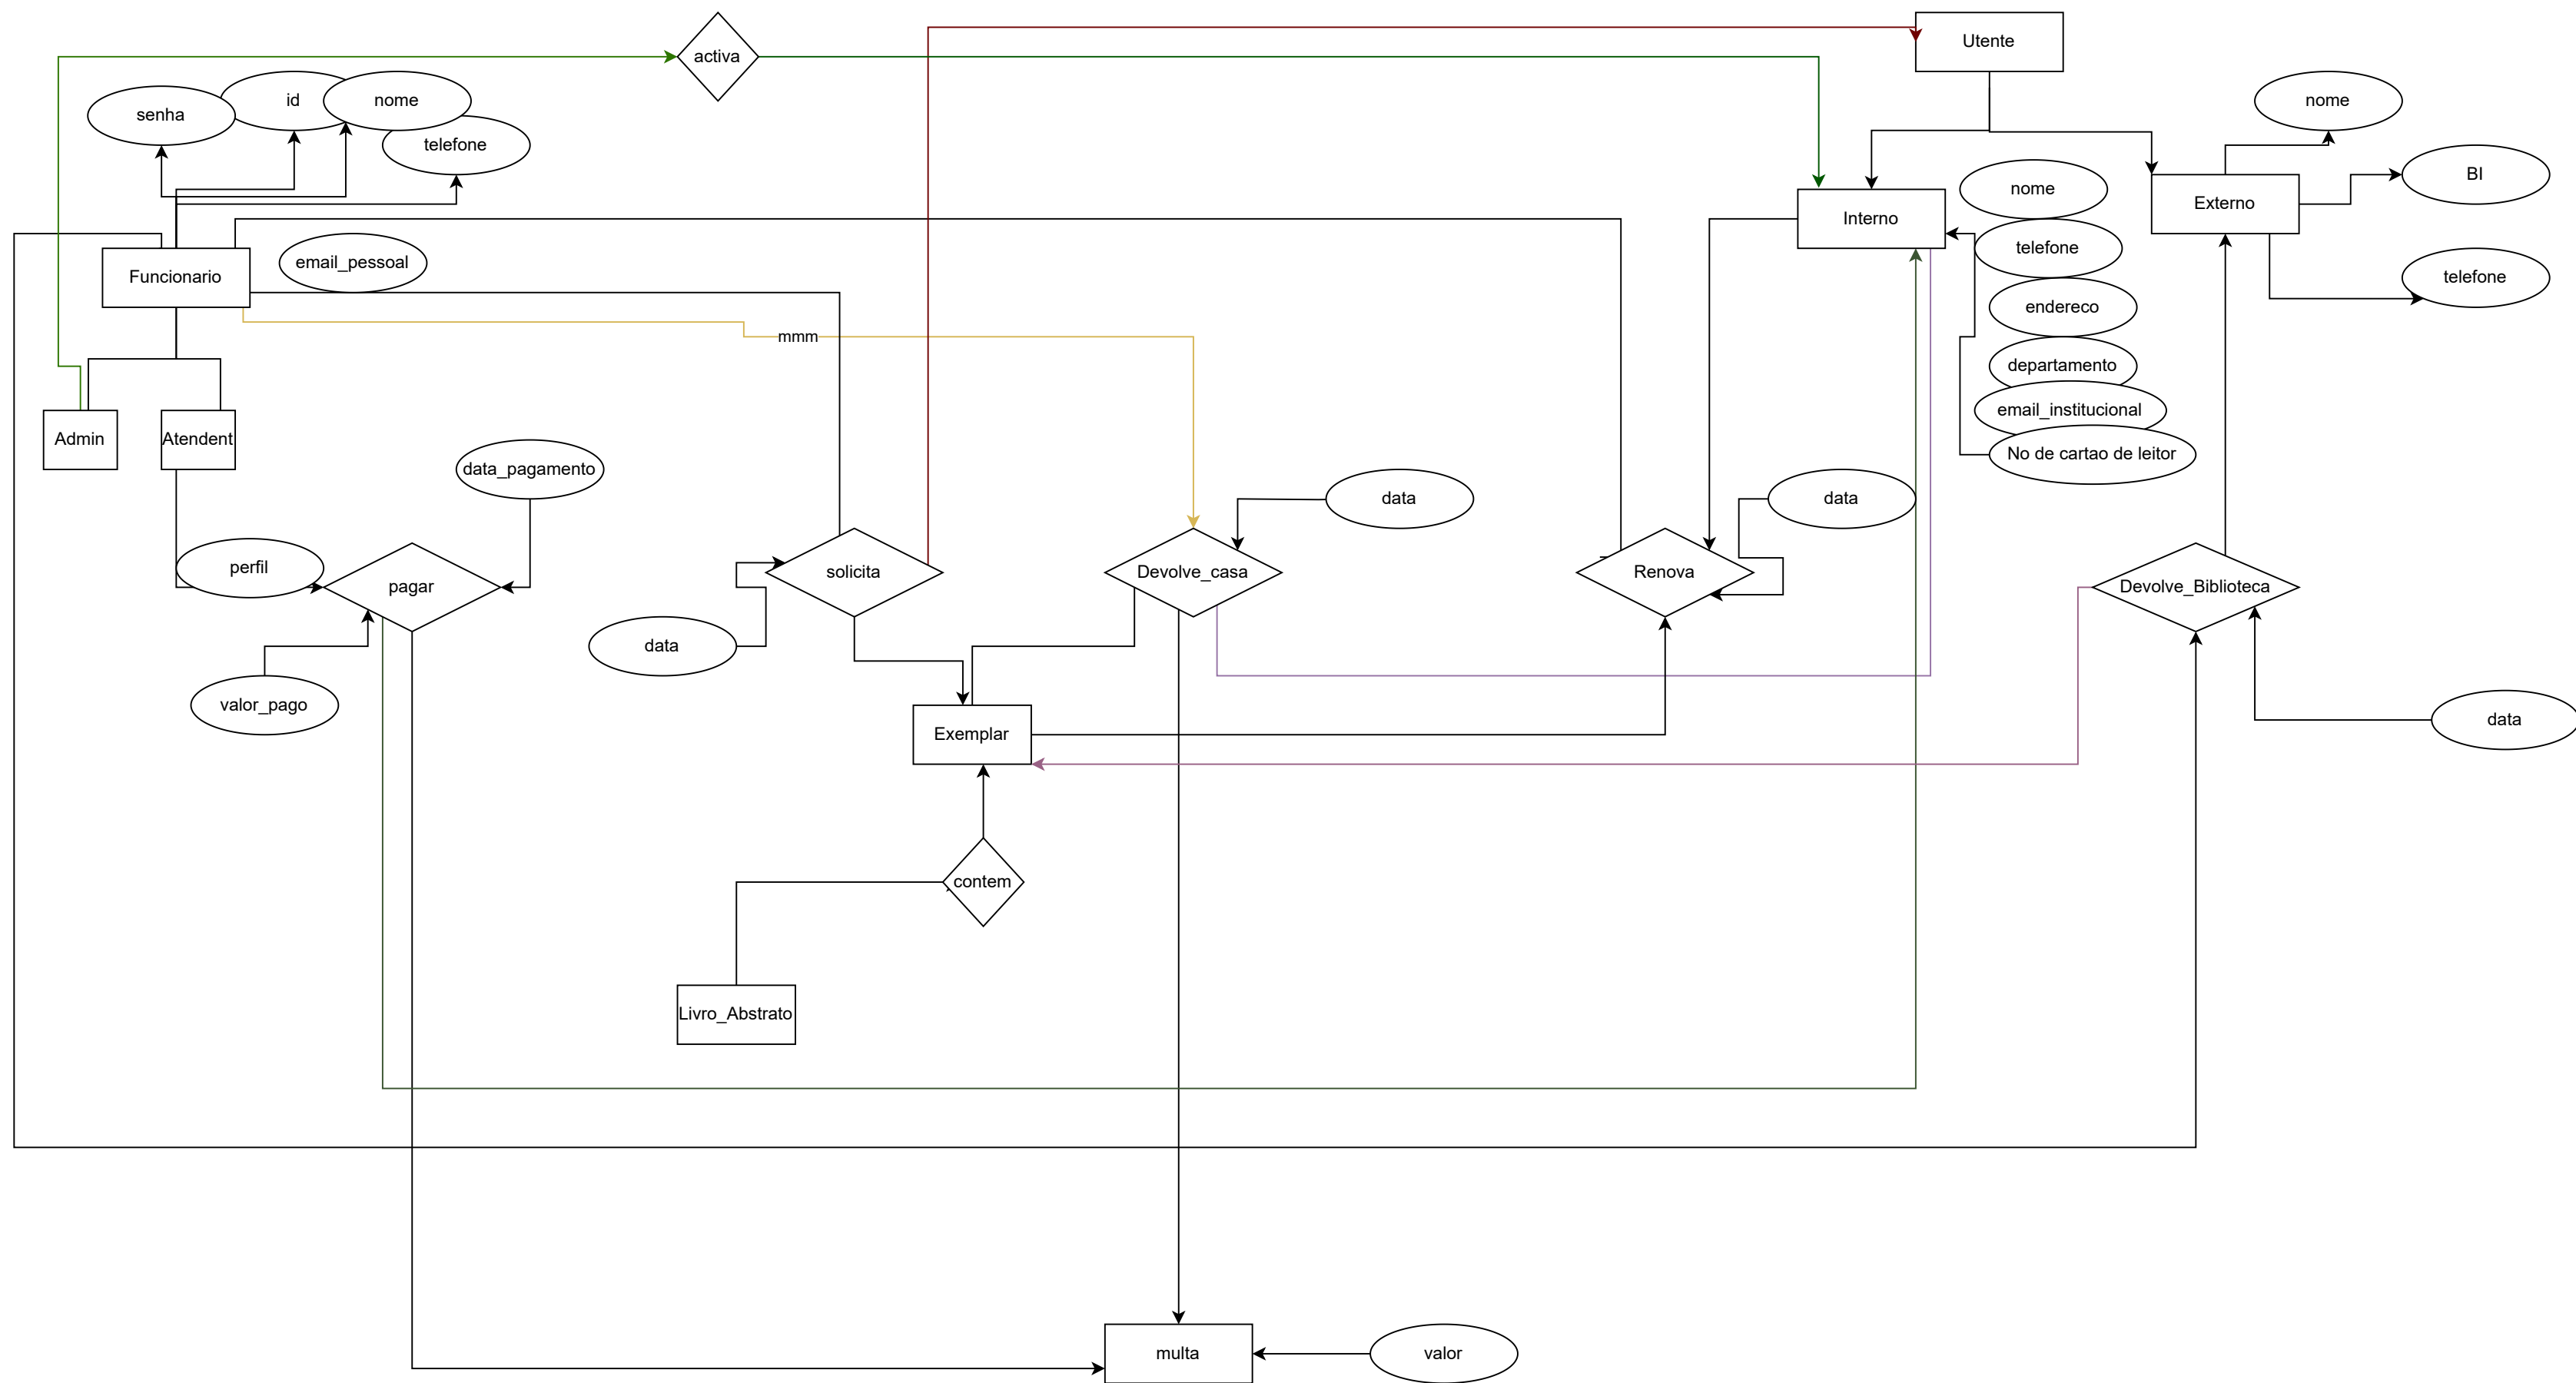 Utente
activa
senha
id
nome
telefone
nome
BI
nome
Interno
Externo
telefone
email_pessoal
Funcionario
telefone
endereco
mmm
departamento
email_institucional
No de cartao de leitor
Admin
Atendent
data_pagamento
data
data
perfil
pagar
solicita
Devolve_casa
Renova
Devolve_Biblioteca
data
valor_pago
Exemplar
data
contem
Livro_Abstrato
multa
valor